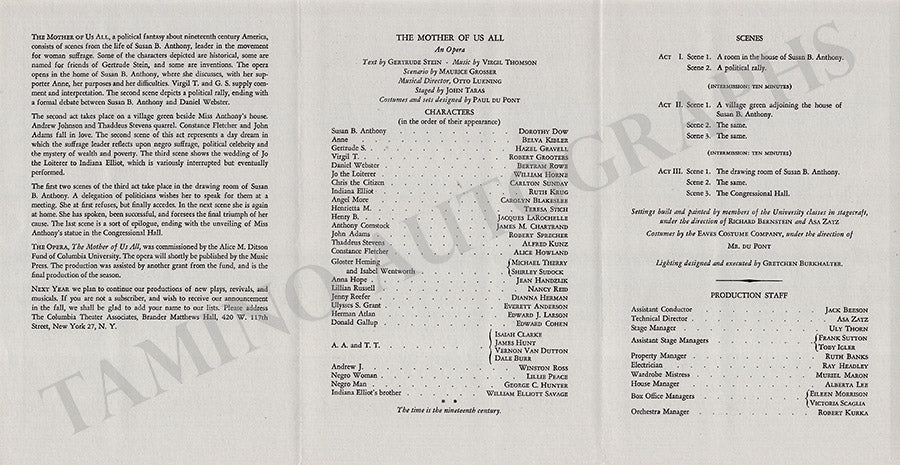 THE MOTHER OF US ALL, a political fantasy about nineteenth century America,
consists of scenes from the life of Susan B. Anthony, leader in the movement
for woman suffrage. Some of the characters depicted are historical, some are
named for friends of Gertrude Stein, and some are inventions. The opera
opens in the home of Susan B. Anthony, where she discusses, with her sup-
porter Anne, her purposes and her difficulties. Virgil T. and G. S. supply com-
ment and interpretation. The second scene depicts a political rally, ending with
a formal debate between Susan B. Anthony and Daniel Webster.
The second act takes place on a village green beside Miss Anthony's house.
Andrew Johnson and Thaddeus Stevens quarrel. Constance Fletcher and John
Adams fall in love. The second scene of this act represents a day dream in
which the suffrage leader reflects upon negro suffrage, political celebrity and
the mystery of wealth and poverty. The third scene shows the wedding of Jo
the Loiterer to Indiana Elliot, which is variously interrupted but eventually
performed.
The first two scenes of the third act take place in the drawing room of Susan
B. Anthony. A delegation of politicians wishes her to speak for them at a
meeting. She at first refuses, but finally accedes. In the next scene she is again
at home. She has spoken, been successful, and foresees the final triumph of her
cause. The last scene is a sort of epilogue, ending with the unveiling of Miss
Anthony's statue in the Congressional Hall.
THE OPERA, The Mother of Us All, was commissioned by the Alice M. Ditson
Fund of Columbia University. The opera will shortly be published by the Music
Press. The production was assisted by another grant from the fund, and is the
final production of the season.
NEXT YEAR we plan to continue our productions of new plays, revivals, and
musicals. If you are not a subscriber, and wish to receive our announcement
in the fall, we shall be glad to add your name to our lists. Please address
The Columbia Theater Associates, Brander Matthews Hall, 420 W. 117th
Street, New York 27, N. Y.
THE MOTHER OF US ALL
An Opera
Text by GERTRUDE STEIN · Music by VIRGIL THOMSON
Scenario by MAURICE GROSSER
Musical Director, OTTO LUENING
Staged by JOHN TARAS
Costumes and sets designed by PAUL DU PONT
CHARACTERS
(in the order of their appearance)
Susan B. Anthony . . . . DOROTHY DOW
Anne . . . . BELVA KIBLER
Gertrude S. . . . . HAZEL GRAVELL
Virgil T. . . . . ROBERT GROOTERS
Daniel Webster . . . . BERTRAM ROWE
Jo the Loiterer . . . . WILLIAM HORNE
Chris the Citizen . . . . CARLTON SUNDAY
Indiana Elliot . . . . RUTH KRUG
Angel More . . . . CAROLYN BLAKESLEE
Henrietta M. . . . . TERESA STICH
Henry B. . . . . JACQUES LAROCHELLE
Anthony Comstock . . . . JAMES M. CHARTRAND
John Adams . . . . ROBERT SPRECHER
Thaddeus Stevens . . . . ALFRED KUNZ
Constance Fletcher . . . . ALICE HOWLAND
Gloster Heming . . . . MICHAEL THERRY
and Isabel Wentworth . . . . SHIRLEY SUDOCK
Anna Hope . . . . JEAN HANDZLIK
Lillian Russell . . . . NANCY REID
Jenny Reefer . . . . DIANNA HERMAN
Ulysses S. Grant . . . . EVERETT ANDERSON
Herman Atlan . . . . EDWARD J. LARSON
Donald Gallup . . . . EDWARD COHEN
ISAIAH CLARKE
A. A. and T. T. . . . . JAMES HUNT
VERNON VAN DUTTON
DALE BURR
Andrew J. . . . . WINSTON ROSS
Negro Woman . . . . LILLIE PEACE
Negro Man . . . . GEORGE C. HUNTER
Indiana Elliot's brother . . . . WILLIAM ELLIOTT SAVAGE
* *
The time is the nineteenth century.
SCENES
ACT I. Scene 1. A room in the house of Susan B. Anthony.
Scene 2. A political rally.
(INTERMISSION: TEN MINUTES)
ACT II. Scene 1. A village green adjoining the house of
Susan B. Anthony.
Scene 2. The same.
Scene 3. The same.
(INTERMISSION: TEN MINUTES)
ACT III. Scene 1. The drawing room of Susan B. Anthony.
Scene 2. The same.
Scene 3. The Congressional Hall.
Settings built and painted by members of the University classes in stagecraft,
under the direction of RICHARD BERNSTEIN and ASA ZATZ
Costumes by the EAVES COSTUME COMPANY, under the direction of
MR. DU PONT
Lighting designed and executed by GRETCHEN BURKHALTER.
PRODUCTION STAFF
Assistant Conductor . . . . JACK BEESON
Technical Director . . . . ASA ZATZ
Stage Manager . . . . ULY THORN
Assistant Stage Managers . . . . FRANK SUTTON
TOBY IGLER
Property Manager . . . . RUTH BANKS
Electrician . . . . RAY HEADLEY
Wardrobe Mistress . . . . MURIEL MARON
House Manager . . . . ALBERTA LEE
Box Office Managers . . . . EILEEN MORRISON
VICTORIA SCAGLIA
Orchestra Manager . . . . ROBERT KURKA
TAMINO AUTOGRAPHS